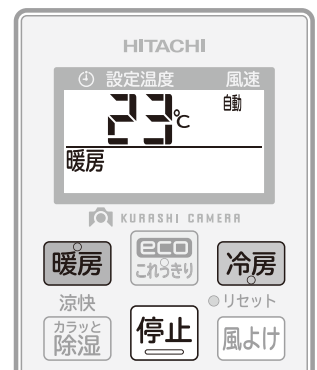 HITACHI
設定温度 風速
23℃ 自動
暖房
KURASHI CAMERA
暖房 eco これっきり 冷房
涼快 リセット
カラッと除湿 停止 風よけ